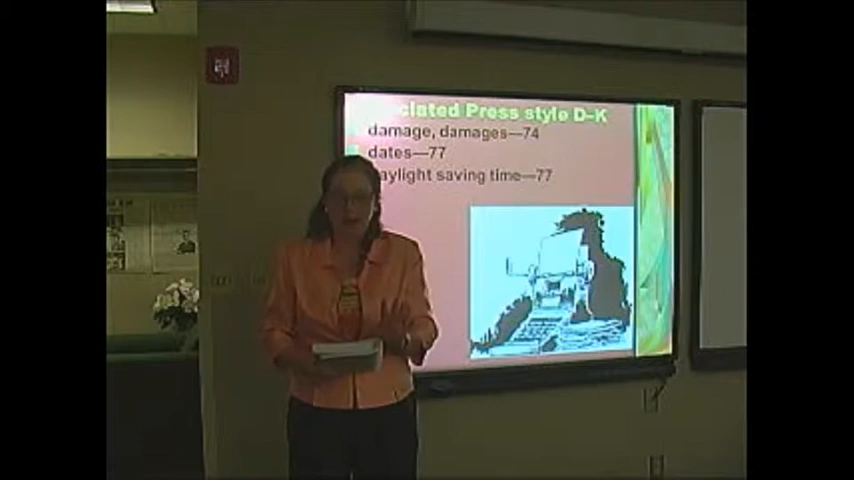 ciated Press style D-K
damage, damages—74
dates—77
aylight saving time—77